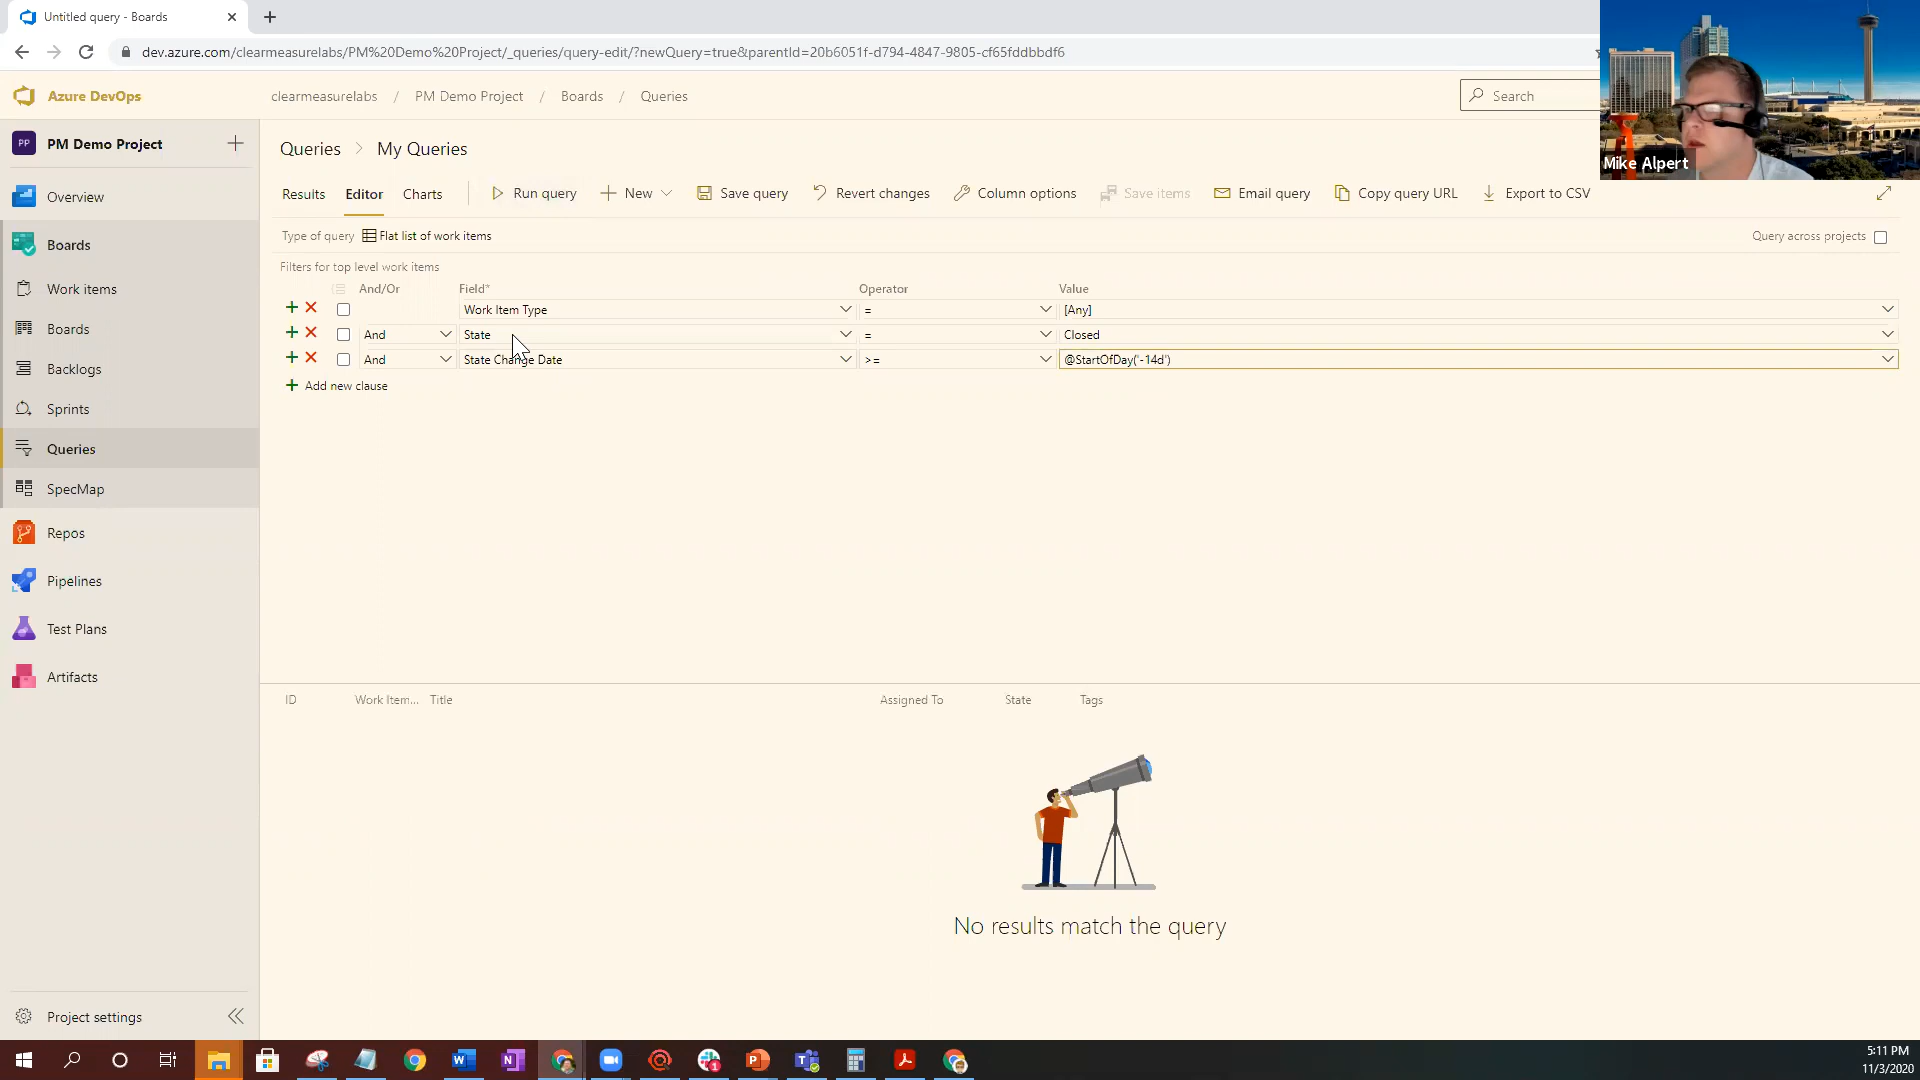 Untitled query - Boards
dev.azure.com/clearmeasurelabs/PM%20Demo%20Project/_queries/query-edit/?newQuery=true&parentId=20b6051f-d794-4847-9805-cf65fddbbdf6
Azure DevOps
clearmeasurelabs / PM Demo Project / Boards / Queries
Search
Mike Alpert
PP PM Demo Project
Overview
Boards
Work items
Boards
Backlogs
Sprints
Queries
SpecMap
Repos
Pipelines
Test Plans
Artifacts
Project settings
Queries > My Queries
Results Editor Charts Run query New Save query Revert changes Column options Save items Email query Copy query URL Export to CSV
Type of query Flat list of work items Query across projects
Filters for top level work items
And/Or Field* Operator Value
Work Item Type = [Any]
And State = Closed
And State Change Date >= @StartOfDay('-14d')
Add new clause
ID Work Item... Title Assigned To State Tags
No results match the query
5:11 PM
11/3/2020